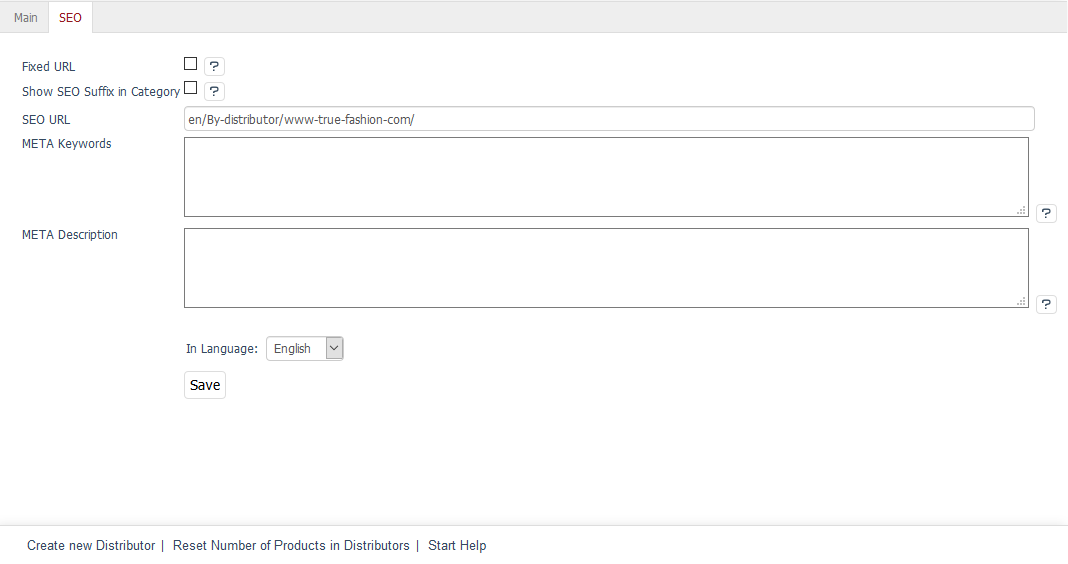 Main SEO
Fixed URL ?
Show SEO Suffix in Category ?
SEO URL en/By-distributor/www-true-fashion-com/
META Keywords
?
META Description
?
In Language: English
Save
Create new Distributor | Reset Number of Products in Distributors | Start Help